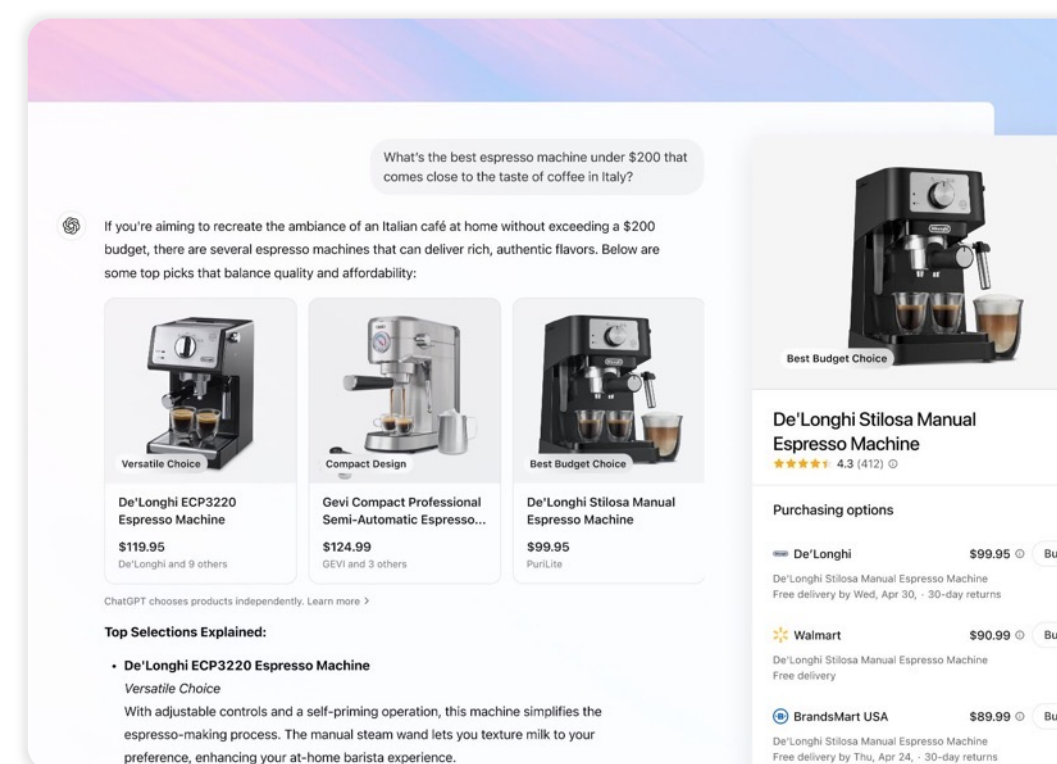 What's the best espresso machine under $200 that
comes close to the taste of coffee in Italy?
If you're aiming to recreate the ambiance of an Italian café at home without exceeding a $200
budget, there are several espresso machines that can deliver rich, authentic flavors. Below are
some top picks that balance quality and affordability:
Versatile Choice
De'Longhi ECP3220
Espresso Machine
$119.95
De'Longhi and 9 others
Compact Design
Gevi Compact Professional
Semi-Automatic Espresso...
$124.99
GEVI and 3 others
Best Budget Choice
De'Longhi Stilosa Manual
Espresso Machine
$99.95
PuriLite
ChatGPT chooses products independently. Learn more >
Top Selections Explained:
• De'Longhi ECP3220 Espresso Machine
Versatile Choice
With adjustable controls and a self-priming operation, this machine simplifies the
espresso-making process. The manual steam wand lets you texture milk to your
preference, enhancing your at-home barista experience.
Best Budget Choice
De'Longhi Stilosa Manual
Espresso Machine
4.3 (412)
Purchasing options
De'Longhi $99.95 Bu
De'Longhi Stilosa Manual Espresso Machine
Free delivery by Wed, Apr 30, · 30-day returns
Walmart $90.99 Bu
De'Longhi Stilosa Manual Espresso Machine
Free delivery
BrandsMart USA $89.99 Bu
De'Longhi Stilosa Manual Espresso Machine
Free delivery by Thu, Apr 24, · 30-day returns